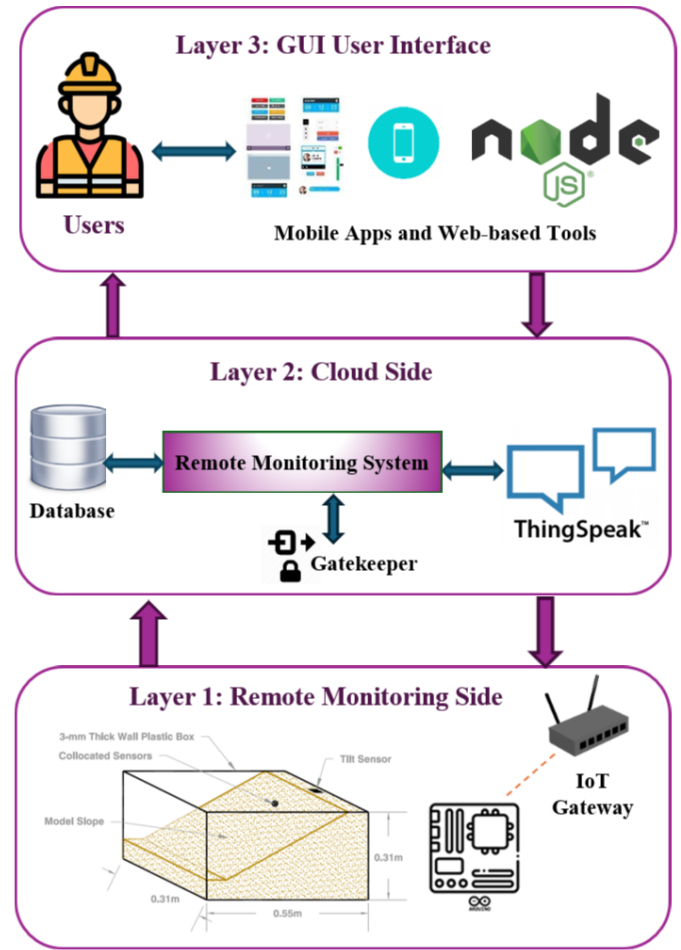 Layer 3: GUI User Interface
Users
node
JS
®
Mobile Apps and Web-based Tools
Layer 2: Cloud Side
Database
Remote Monitoring System
ThingSpeak™
Gatekeeper
Layer 1: Remote Monitoring Side
3-mm Thick Wall Plastic Box
Collocated Sensors
Tilt Sensor
Model Slope
0.31m
0.31m
0.55m
IoT
Gateway
ARDUINO